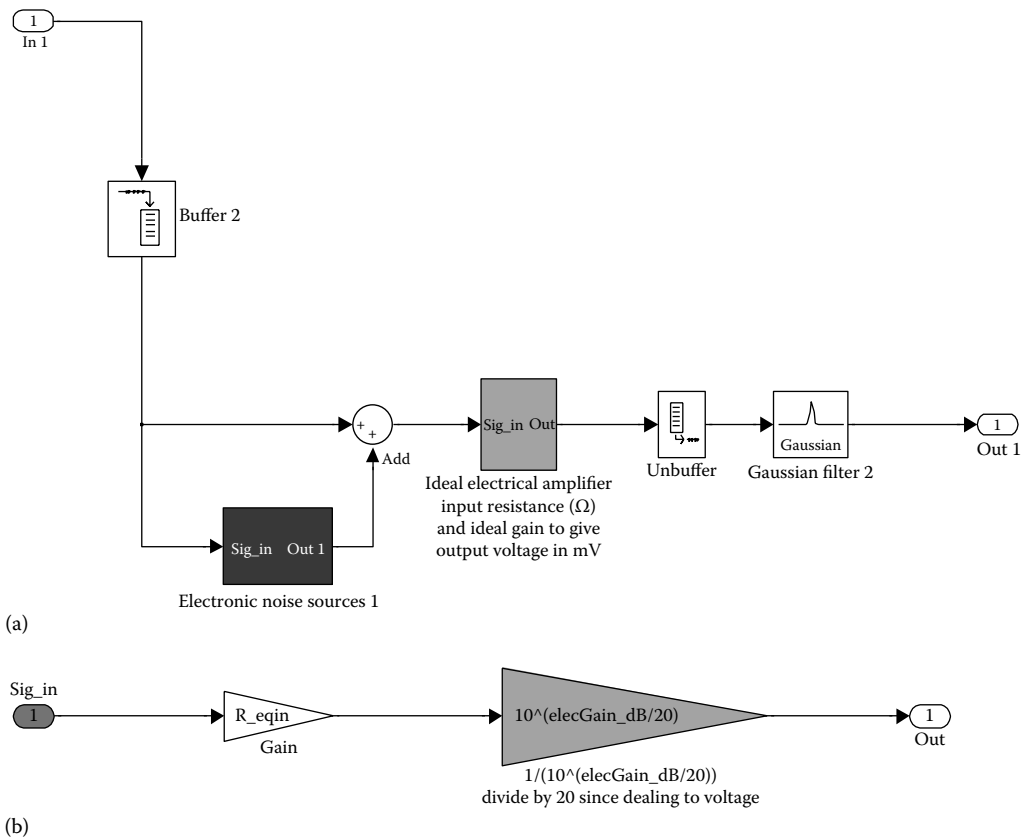 1
In 1
Buffer 2
+
+
Add
Sig_in Out
Ideal electrical amplifier
input resistance (Ω)
and ideal gain to give
output voltage in mV
Unbuffer
Gaussian
Gaussian filter 2
1
Out 1
Sig_in Out 1
Electronic noise sources 1
(a)
Sig_in
1
R_eqin
Gain
10^(elecGain_dB/20)
1/(10^(elecGain_dB/20))
divide by 20 since dealing to voltage
1
Out
(b)